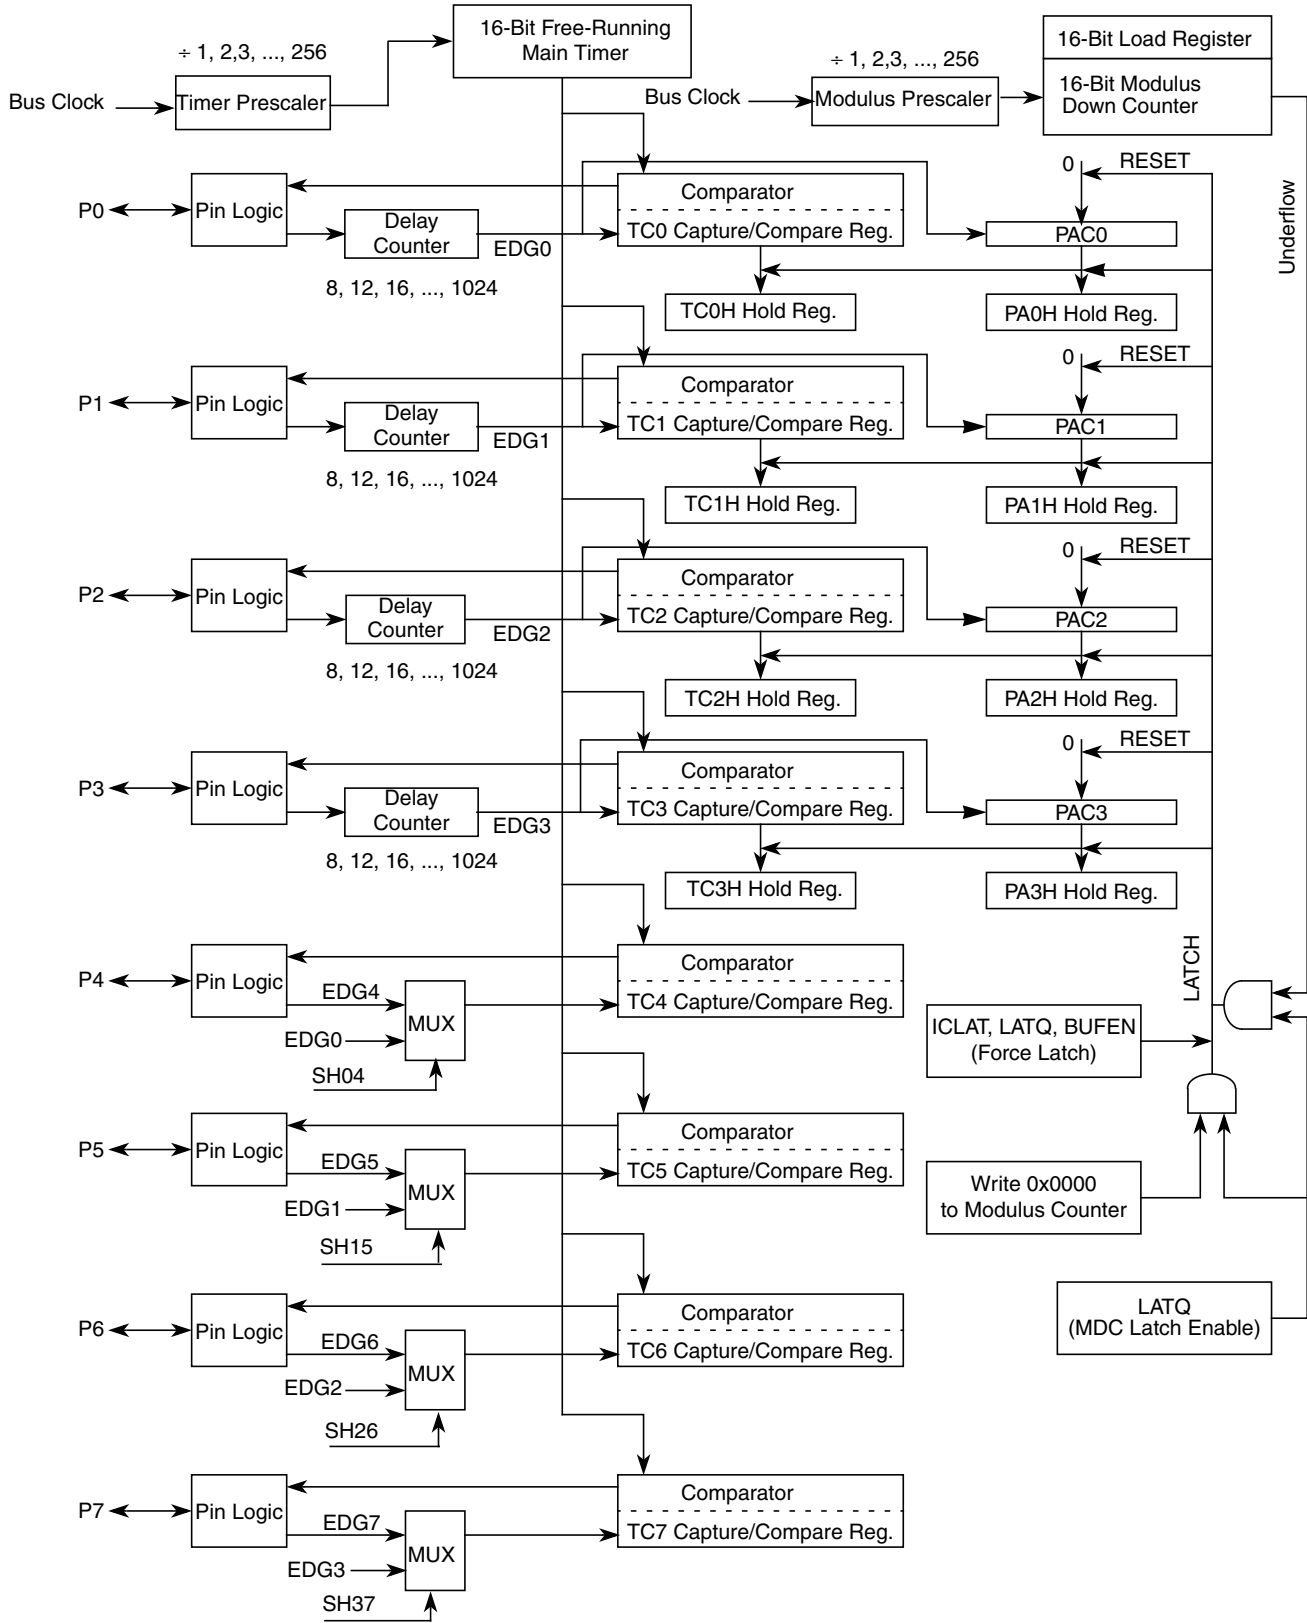 16-Bit Free-Running
Main Timer
16-Bit Load Register
÷ 1, 2,3, ..., 256
÷ 1, 2,3, ..., 256
16-Bit Modulus
Down Counter
Bus Clock
Timer Prescaler
Bus Clock
Modulus Prescaler
0
RESET
Underflow
P0
Pin Logic
Comparator
Delay
Counter
EDG0
TC0 Capture/Compare Reg.
PAC0
8, 12, 16, ..., 1024
TC0H Hold Reg.
PA0H Hold Reg.
0
RESET
P1
Pin Logic
Comparator
Delay
Counter
EDG1
TC1 Capture/Compare Reg.
PAC1
8, 12, 16, ..., 1024
TC1H Hold Reg.
PA1H Hold Reg.
0
RESET
P2
Pin Logic
Comparator
Delay
Counter
EDG2
TC2 Capture/Compare Reg.
PAC2
8, 12, 16, ..., 1024
TC2H Hold Reg.
PA2H Hold Reg.
0
RESET
P3
Pin Logic
Comparator
Delay
Counter
EDG3
TC3 Capture/Compare Reg.
PAC3
8, 12, 16, ..., 1024
TC3H Hold Reg.
PA3H Hold Reg.
LATCH
P4
Pin Logic
Comparator
EDG4
MUX
TC4 Capture/Compare Reg.
EDG0
SH04
ICLAT, LATQ, BUFEN
(Force Latch)
P5
Pin Logic
Comparator
EDG5
MUX
TC5 Capture/Compare Reg.
EDG1
SH15
Write 0x0000
to Modulus Counter
P6
Pin Logic
Comparator
EDG6
MUX
TC6 Capture/Compare Reg.
EDG2
SH26
LATQ
(MDC Latch Enable)
P7
Pin Logic
Comparator
EDG7
MUX
TC7 Capture/Compare Reg.
EDG3
SH37